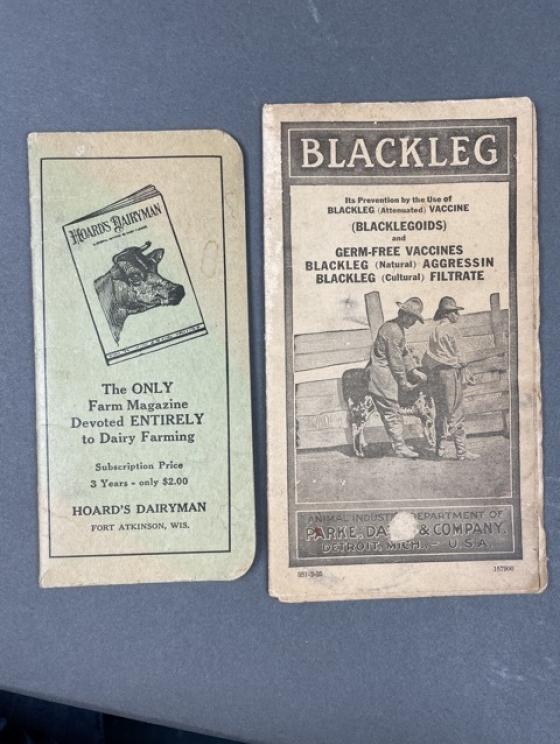 HOARD'S DAIRYMAN
The ONLY
Farm Magazine
Devoted ENTIRELY
to Dairy Farming
Subscription Price
3 Years - only $2.00
HOARD'S DAIRYMAN
FORT ATKINSON, WIS.
BLACKLEG
Its Prevention by the Use of
BLACKLEG (Attenuated) VACCINE
(BLACKLEGOIDS)
and
GERM-FREE VACCINES
BLACKLEG (Natural) AGGRESSIN
BLACKLEG (Cultural) FILTRATE
ANIMAL INDUSTRY DEPARTMENT OF
& COMPANY.
DETROIT, MICH., - U.S.A.
157900